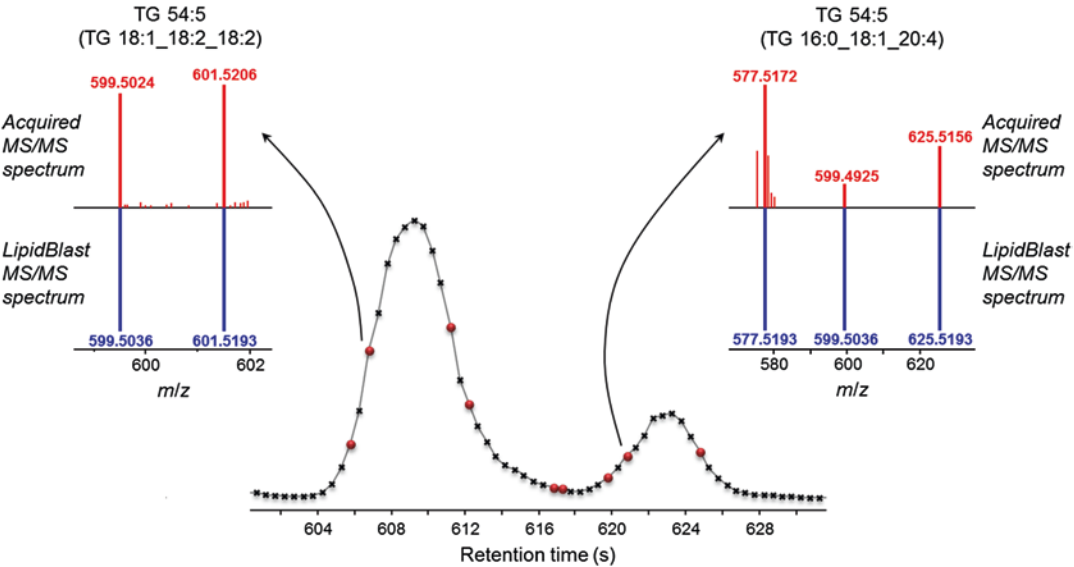 TG 54:5
(TG 18:1_18:2_18:2)
599.5024
601.5206
Acquired
MS/MS
spectrum
LipidBlast
MS/MS
spectrum
599.5036
601.5193
600
602
m/z
TG 54:5
(TG 16:0_18:1_20:4)
577.5172
599.4925
625.5156
Acquired
MS/MS
spectrum
LipidBlast
MS/MS
spectrum
577.5193
599.5036
625.5193
580
600
620
m/z
604
608
612
616
620
624
628
Retention time (s)